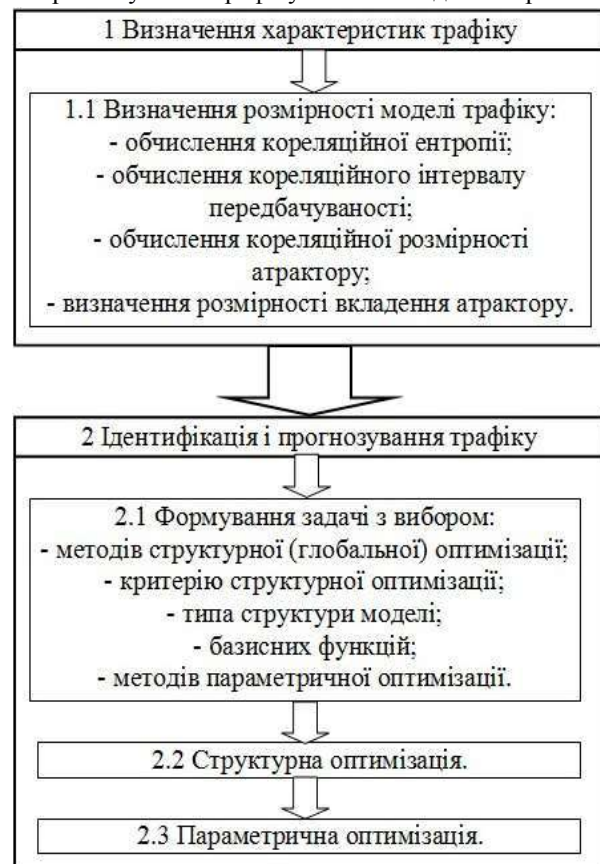 1 Визначення характеристик трафіку
1.1 Визначення розмірності моделі трафіку:
- обчислення кореляційної ентропії;
- обчислення кореляційного інтервалу
передбачуваності;
- обчислення кореляційної розмірності
атрактору;
- визначення розмірності вкладення атрактору.
2 Ідентифікація і прогнозування трафіку
2.1 Формування задачі з вибором:
- методів структурної (глобальної) оптимізації;
- критерію структурної оптимізації;
- типа структури моделі;
- базисних функцій;
- методів параметричної оптимізації.
2.2 Структурна оптимізація.
2.3 Параметрична оптимізація.